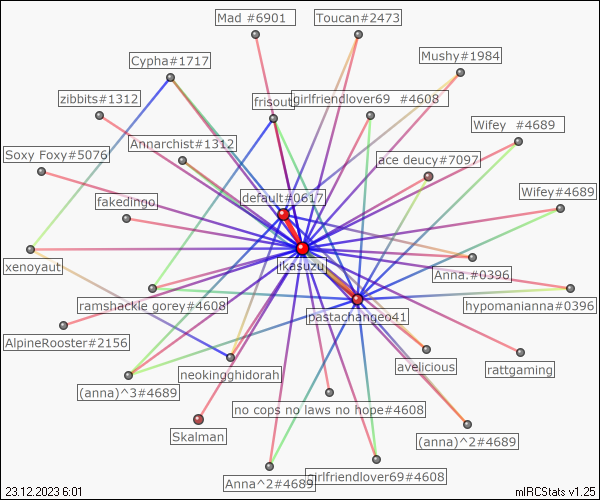 Mad #6901
Toucan#2473
Mushy#1984
Cypha#1717
zibbits#1312
frisout
girlfriendlover69 #4608
Wifey #4689
Annarchist#1312
Soxy Foxy#5076
ace deucy#7097
default#0617
Wifey#4689
fakedingo
xenoyaut
ikasuzu
Anna.#0396
ramshackle gorey#4608
hypomanianna#0396
pastachangeo41
AlpineRooster#2156
avelicious
rattgaming
neokingghidorah
(anna)^3#4689
no cops no laws no hope#4608
Skalman
(anna)^2#4689
Anna^2#4689
girlfriendlover69#4608
23.12.2023 6:01
mIRCStats v1.25